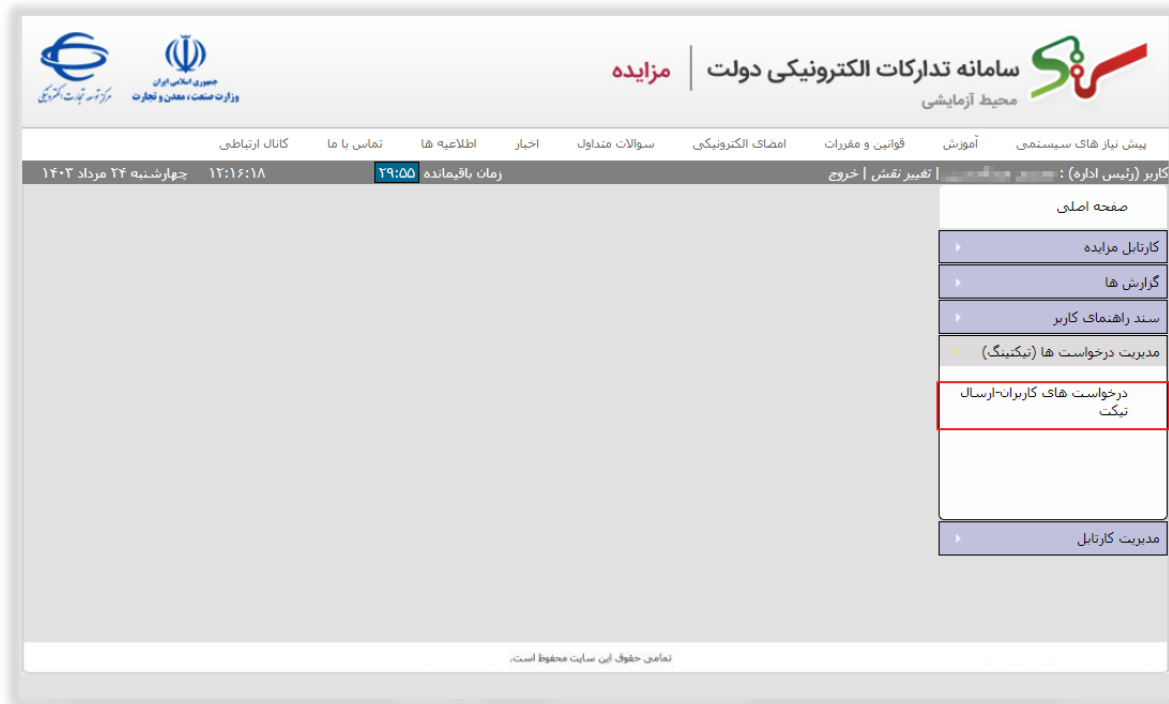 سامانه تدارکات الکترونیکی دولت | مزایده
محیط آزمایشی
جمهوری اسلامی ایران
وزارت صنعت، معدن و تجارت
مرکز توسعه تجارت الکترونیکی
پیش نیاز های سیستمی آموزش قوانین و مقررات امضای الکترونیکی سوالات متداول اخبار اطلاعیه ها تماس با ما کانال ارتباطی
کاربر (رئیس اداره) : | تغییر نقش | خروج زمان باقیمانده ۲۹:۵۵ ۱۲:۱۶:۱۸ چهارشنبه ۲۴ مرداد ۱۴۰۳
صفحه اصلی
کارتابل مزایده
گزارش ها
سند راهنمای کاربر
مدیریت درخواست ها (تیکتینگ)
درخواست های کاربران-ارسال
تیکت
مدیریت کارتابل
تمامی حقوق این سایت محفوظ است.